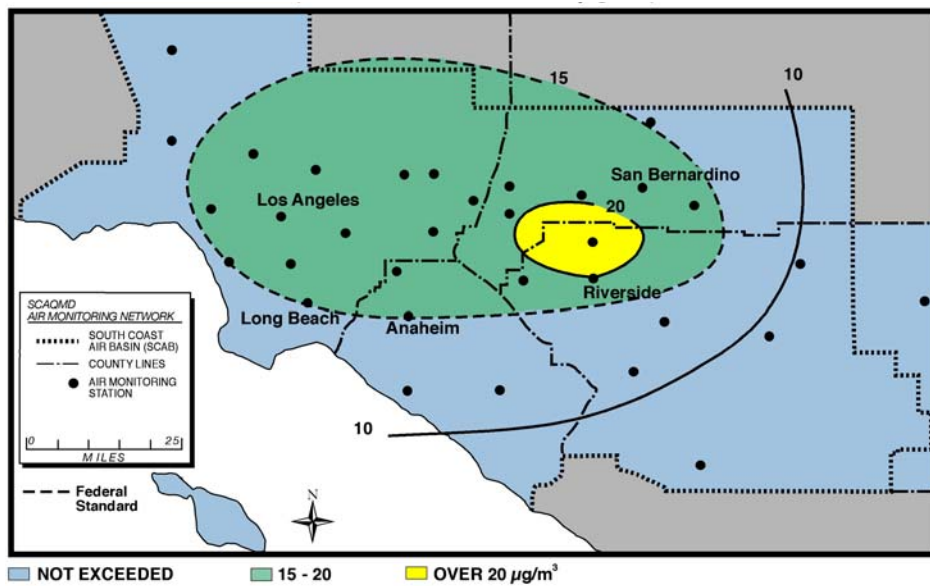 15
10
San Bernardino
Los Angeles
20
Riverside
Long Beach
Anaheim
10
SCAQMD
AIR MONITORING NETWORK
SOUTH COAST
AIR BASIN (SCAB)
COUNTY LINES
AIR MONITORING
STATION
0 25
MILES
Federal
Standard
N
NOT EXCEEDED 15 - 20 OVER 20 µg/m³